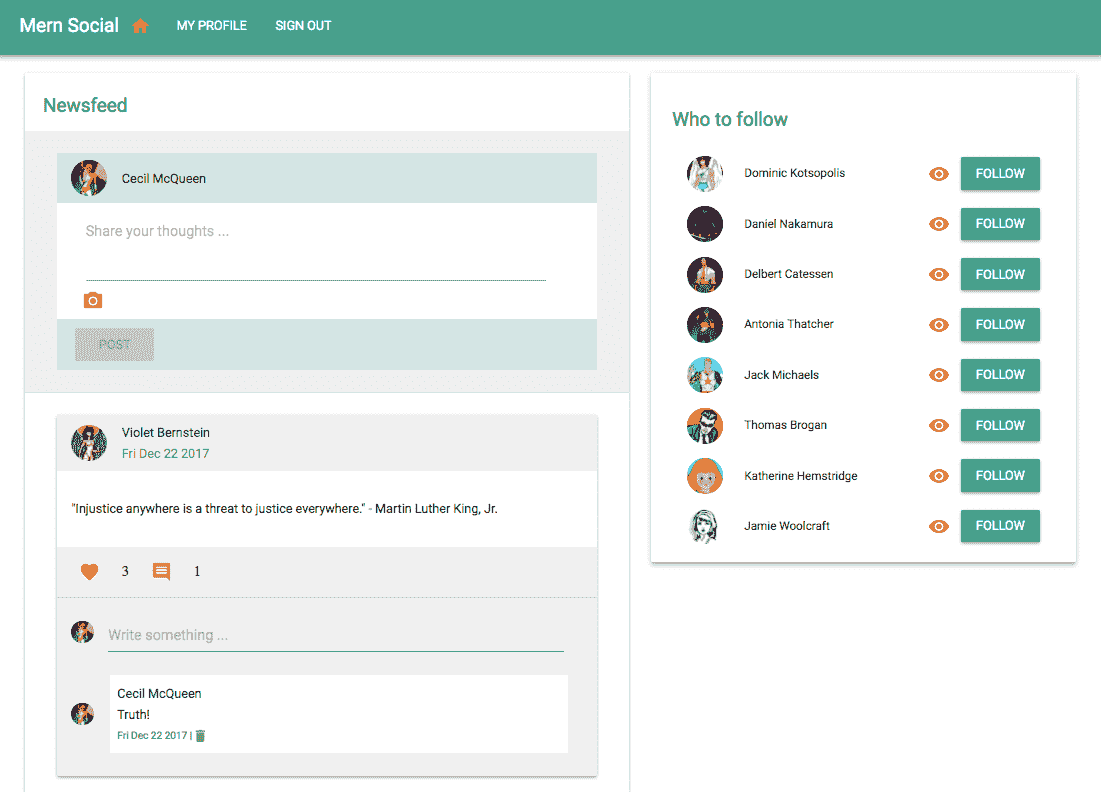 Mern Social MY PROFILE SIGN OUT
Newsfeed
Cecil McQueen
Share your thoughts ...
POST
Violet Bernstein
Fri Dec 22 2017
"Injustice anywhere is a threat to justice everywhere." - Martin Luther King, Jr.
3 1
Write something ...
Cecil McQueen
Truth!
Fri Dec 22 2017 |
Who to follow
Dominic Kotsopolis FOLLOW
Daniel Nakamura FOLLOW
Delbert Catessen FOLLOW
Antonia Thatcher FOLLOW
Jack Michaels FOLLOW
Thomas Brogan FOLLOW
Katherine Hemstridge FOLLOW
Jamie Woolcraft FOLLOW